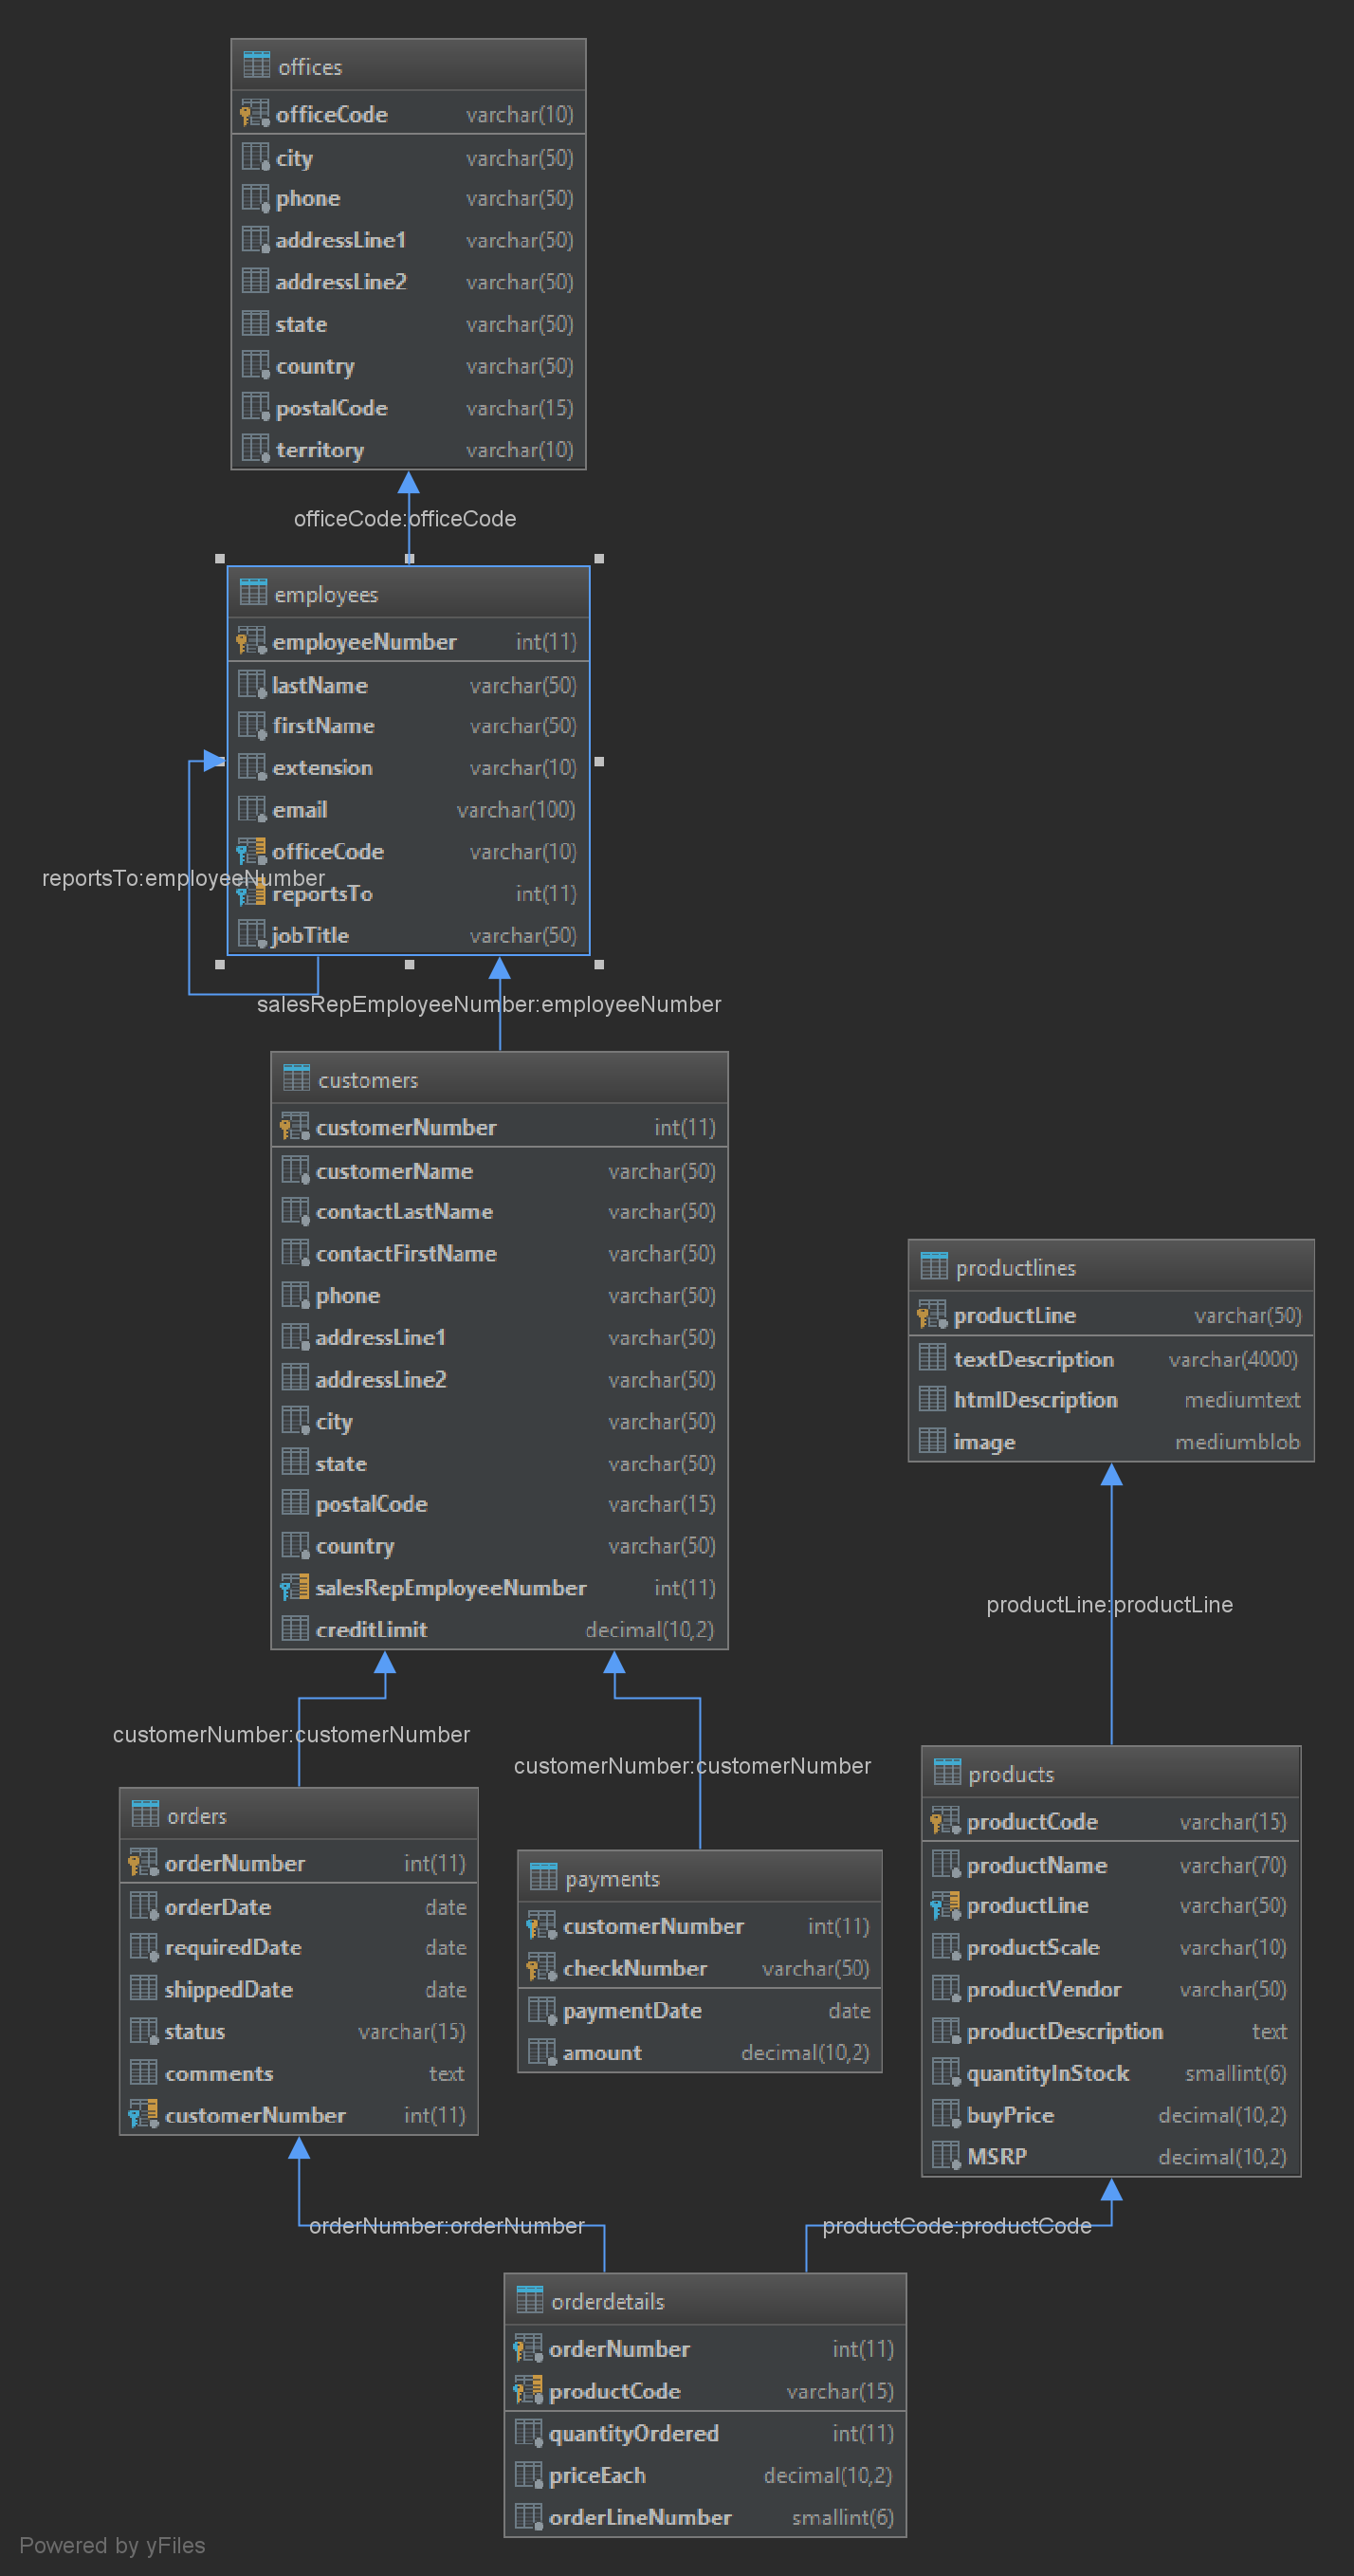 offices
officeCode varchar(10)
city varchar(50)
phone varchar(50)
addressLine1 varchar(50)
addressLine2 varchar(50)
state varchar(50)
country varchar(50)
postalCode varchar(15)
territory varchar(10)
officeCode:officeCode
employees
employeeNumber int(11)
lastName varchar(50)
firstName varchar(50)
extension varchar(10)
email varchar(100)
officeCode varchar(10)
reportsTo:employeeNumber
reportsTo int(11)
jobTitle varchar(50)
salesRepEmployeeNumber:employeeNumber
customers
customerNumber int(11)
customerName varchar(50)
contactLastName varchar(50)
contactFirstName varchar(50)
phone varchar(50)
addressLine1 varchar(50)
addressLine2 varchar(50)
city varchar(50)
state varchar(50)
postalCode varchar(15)
country varchar(50)
salesRepEmployeeNumber int(11)
creditLimit decimal(10,2)
productlines
productLine varchar(50)
textDescription varchar(4000)
htmlDescription mediumtext
image mediumblob
productLine:productLine
customerNumber:customerNumber
customerNumber:customerNumber
orders
orderNumber int(11)
orderDate date
requiredDate date
shippedDate date
status varchar(15)
comments text
customerNumber int(11)
payments
customerNumber int(11)
checkNumber varchar(50)
paymentDate date
amount decimal(10,2)
products
productCode varchar(15)
productName varchar(70)
productLine varchar(50)
productScale varchar(10)
productVendor varchar(50)
productDescription text
quantityInStock smallint(6)
buyPrice decimal(10,2)
MSRP decimal(10,2)
orderNumber:orderNumber
productCode:productCode
orderdetails
orderNumber int(11)
productCode varchar(15)
quantityOrdered int(11)
priceEach decimal(10,2)
orderLineNumber smallint(6)
Powered by yFiles